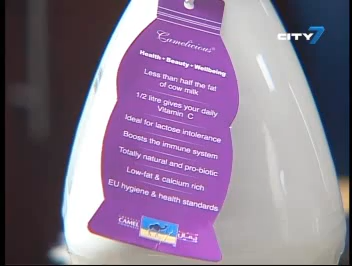 CITY7
Camelicious®
Health • Beauty • Wellbeing
Less than half the fat
of cow milk
1/2 litre gives your daily
Vitamin C
Ideal for lactose intolerance
Boosts the immune system
Totally natural and pro-biotic
Low-fat & calcium rich
EU hygiene & health standards
CAMEL